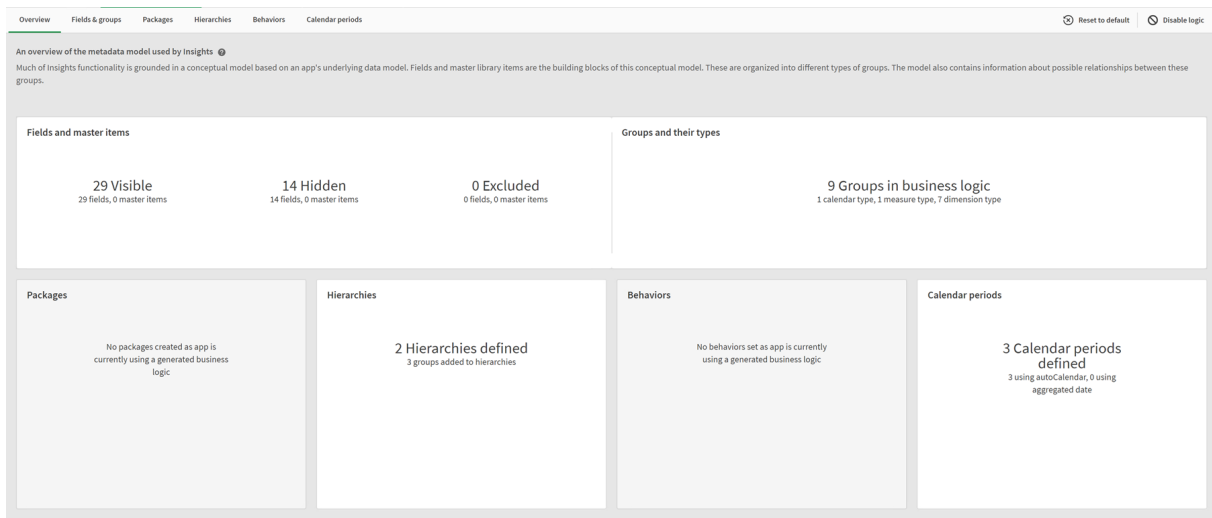 Overview Fields & groups Packages Hierarchies Behaviors Calendar periods Reset to default Disable logic
An overview of the metadata model used by Insights
Much of Insights functionality is grounded in a conceptual model based on an app's underlying data model. Fields and master library items are the building blocks of this conceptual model. These are organized into different types of groups. The model also contains information about possible relationships between these
groups.
Fields and master items
29 Visible
29 fields, 0 master items
14 Hidden
14 fields, 0 master items
0 Excluded
0 fields, 0 master items
Groups and their types
9 Groups in business logic
1 calendar type, 1 measure type, 7 dimension type
Packages
No packages created as app is
currently using a generated business
logic
Hierarchies
2 Hierarchies defined
3 groups added to hierarchies
Behaviors
No behaviors set as app is currently
using a generated business logic
Calendar periods
3 Calendar periods
defined
3 using autoCalendar, 0 using
aggregated date